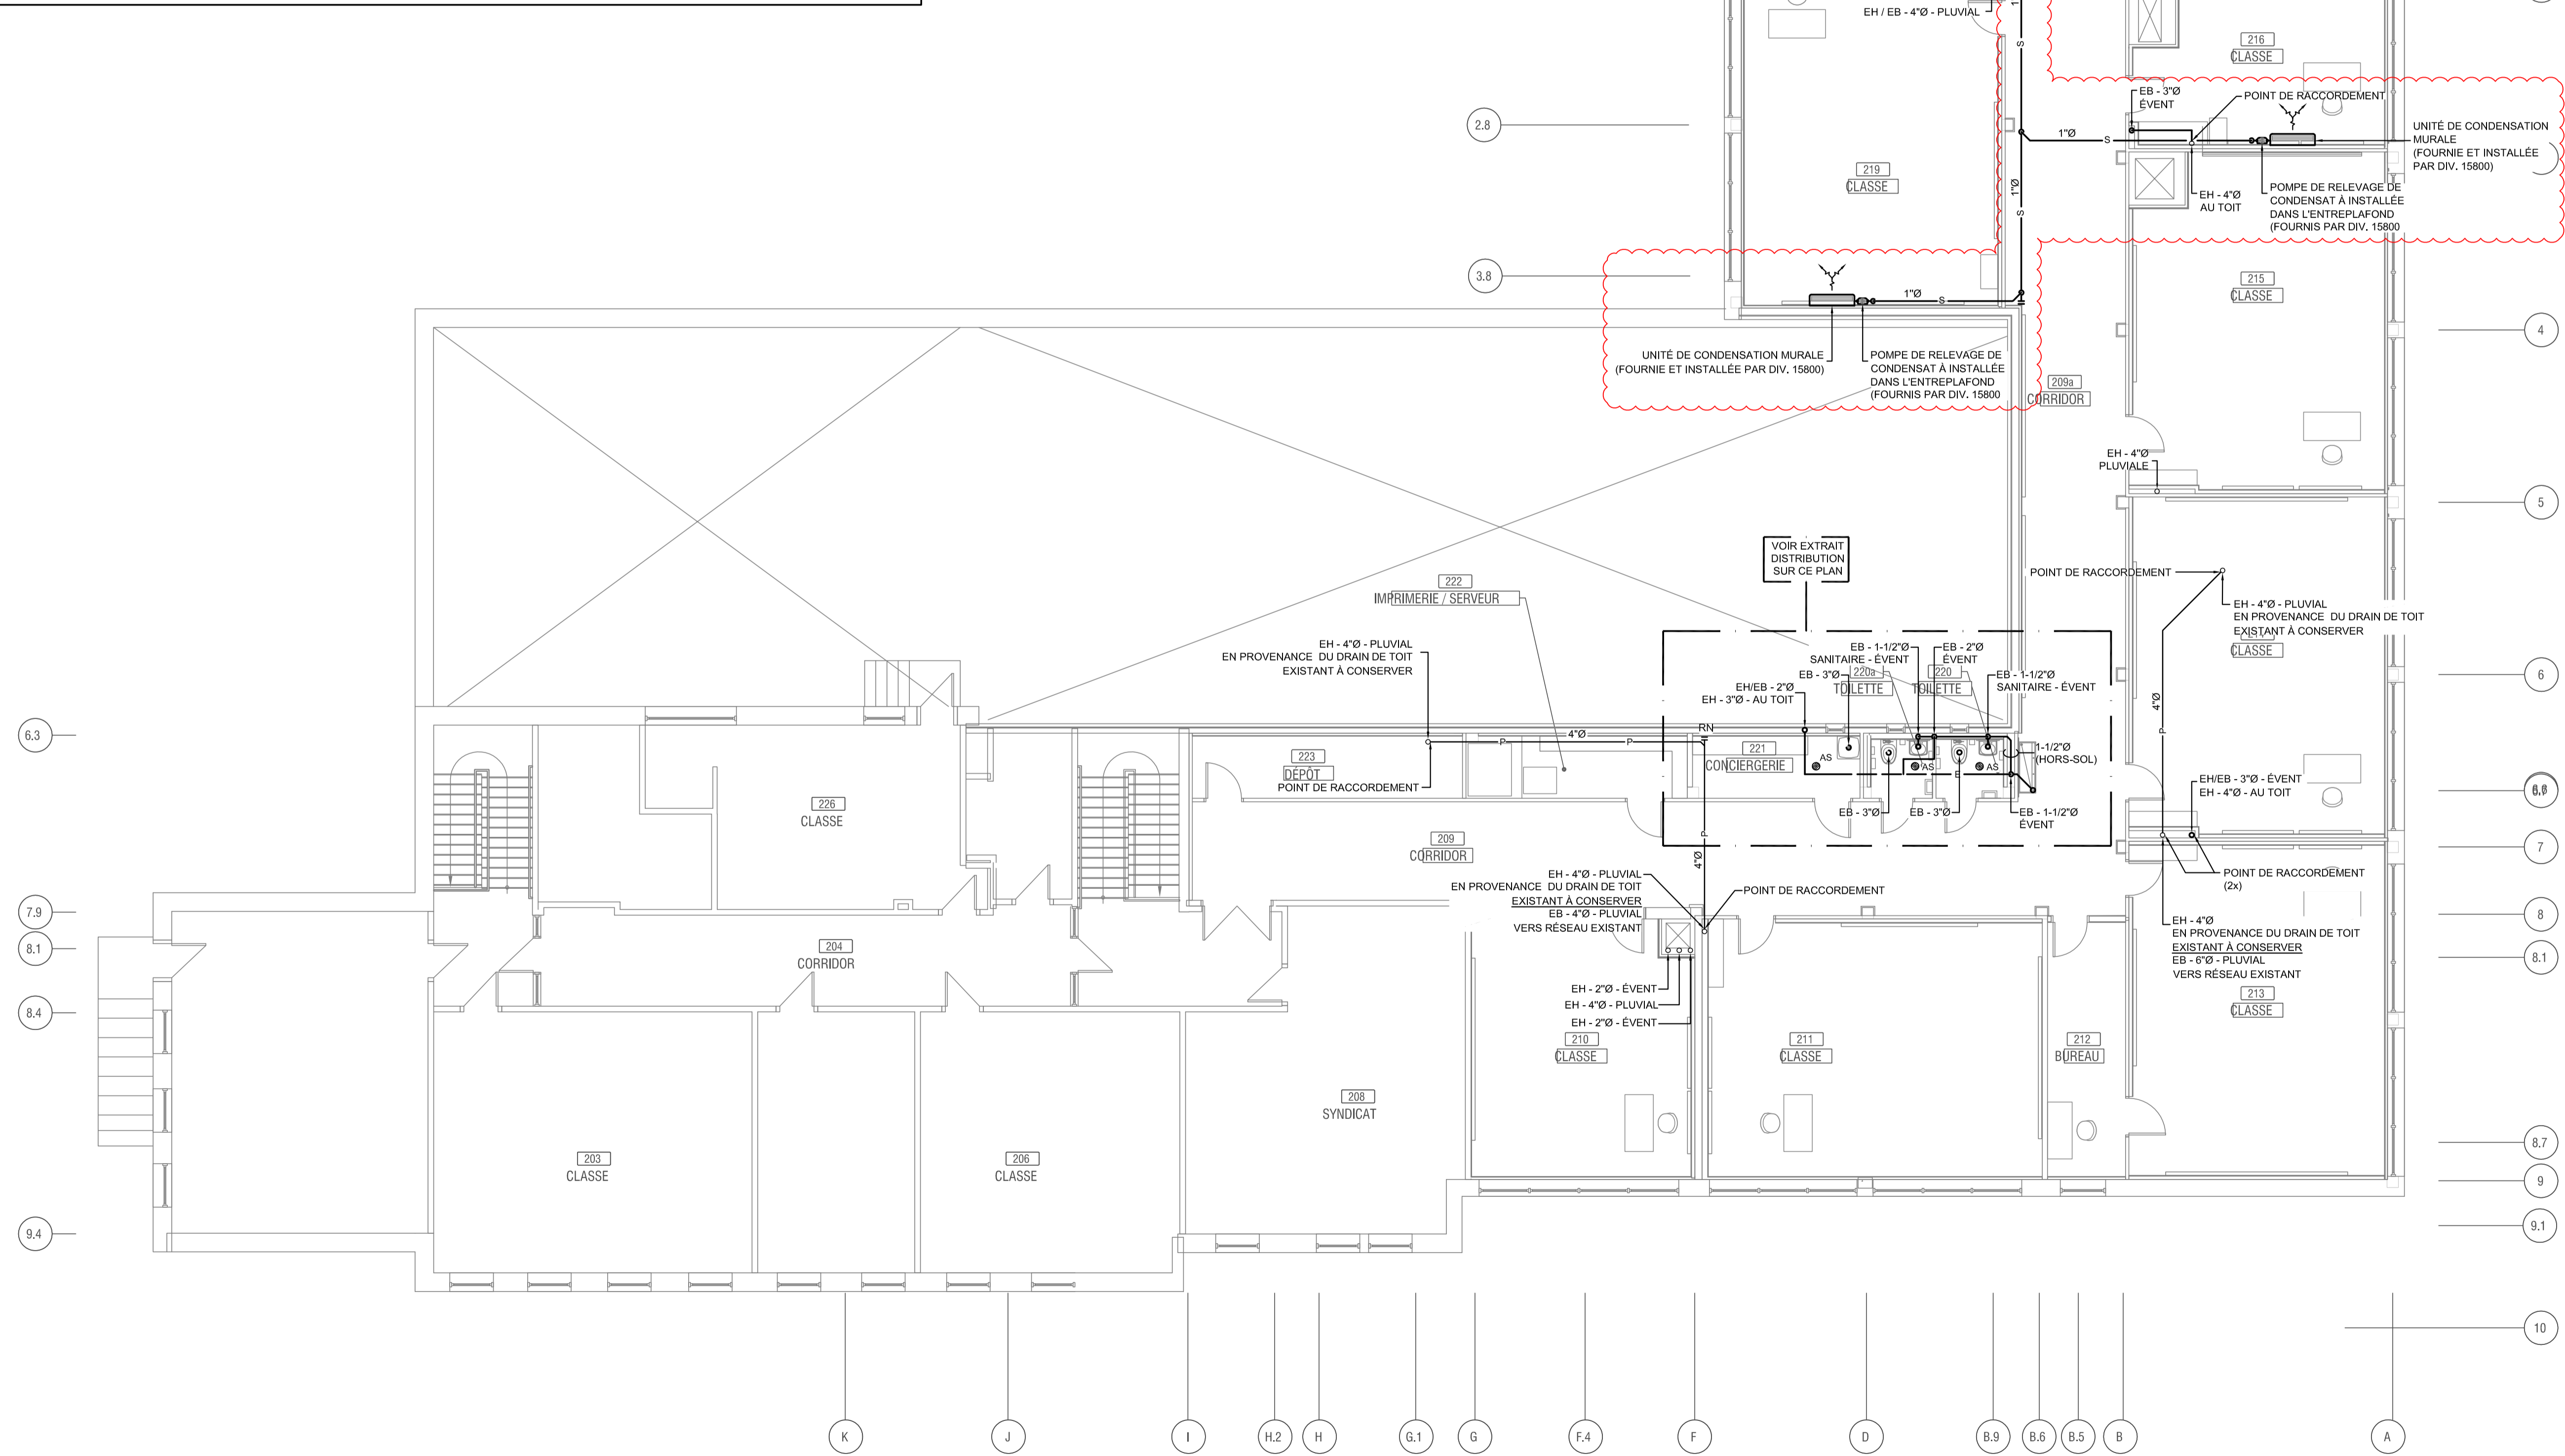 EH / EB - 4"Ø - PLUVIAL
1"
S
216
CLASSE
EB - 3"Ø
ÉVENT
POINT DE RACCORDEMENT
UNITÉ DE CONDENSATION
MURALE
(FOURNIE ET INSTALLÉE
PAR DIV. 15800)
2.8
1"Ø
S
219
CLASSE
1"Ø
S
EH - 4"Ø
AU TOIT
POMPE DE RELEVAGE DE
CONDENSAT À INSTALLÉE
DANS L'ENTREPLAFOND
(FOURNIS PAR DIV. 15800
3.8
1"Ø
S
215
CLASSE
4
UNITÉ DE CONDENSATION MURALE
(FOURNIE ET INSTALLÉE PAR DIV. 15800)
POMPE DE RELEVAGE DE
CONDENSAT À INSTALLÉE
DANS L'ENTREPLAFOND
(FOURNIS PAR DIV. 15800
209a
CORRIDOR
EH - 4"Ø
PLUVIALE
5
VOIR EXTRAIT
DISTRIBUTION
SUR CE PLAN
222
IMPRIMERIE / SERVEUR
POINT DE RACCORDEMENT
EH - 4"Ø - PLUVIAL
EN PROVENANCE DU DRAIN DE TOIT
EXISTANT À CONSERVER
CLASSE
EH - 4"Ø - PLUVIAL
EN PROVENANCE DU DRAIN DE TOIT
EXISTANT À CONSERVER
EB - 1-1/2"Ø
SANITAIRE - ÉVENT
EB - 2"Ø
ÉVENT
EB - 3"Ø
220a
TOILETTE
220
TOILETTE
EB - 1-1/2"Ø
SANITAIRE - ÉVENT
EH/EB - 2"Ø
EH - 3"Ø - AU TOIT
6
4"Ø
P
6.3
RN
P
4"Ø
P
223
DÉPÔT
POINT DE RACCORDEMENT
221
CONCIERGERIE
AS
AS
AS
E
1-1/2"Ø
(HORS-SOL)
EH/EB - 3"Ø - ÉVENT
EH - 4"Ø - AU TOIT
226
CLASSE
EB - 3"Ø
EB - 3"Ø
EB - 1-1/2"Ø
ÉVENT
209
CORRIDOR
P
4"Ø
7
EH - 4"Ø - PLUVIAL
EN PROVENANCE DU DRAIN DE TOIT
EXISTANT À CONSERVER
EB - 4"Ø - PLUVIAL
VERS RÉSEAU EXISTANT
POINT DE RACCORDEMENT
POINT DE RACCORDEMENT
(2x)
7.9
8
EH - 4"Ø
EN PROVENANCE DU DRAIN DE TOIT
EXISTANT À CONSERVER
EB - 6"Ø - PLUVIAL
VERS RÉSEAU EXISTANT
8.1
204
CORRIDOR
8.1
EH - 2"Ø - ÉVENT
EH - 4"Ø - PLUVIAL
EH - 2"Ø - ÉVENT
213
CLASSE
8.4
210
CLASSE
211
CLASSE
212
BUREAU
208
SYNDICAT
8.7
203
CLASSE
206
CLASSE
9
9.4
9.1
10
K
J
I
H.2
H
G.1
G
F.4
F
D
B.9
B.6
B.5
B
A